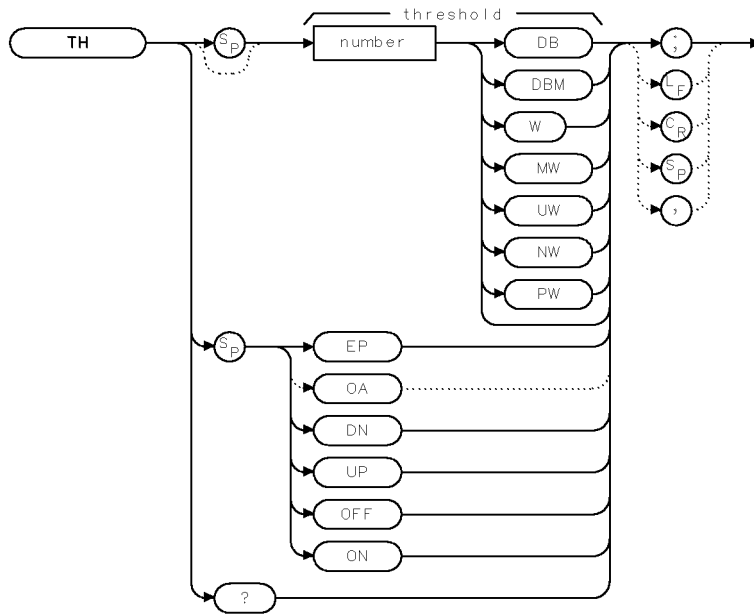 threshold
TH SP number DB ;
DBM LF
W CR
MW SP
UW ,
NW
PW
SP EP
OA
DN
UP
OFF
ON
?